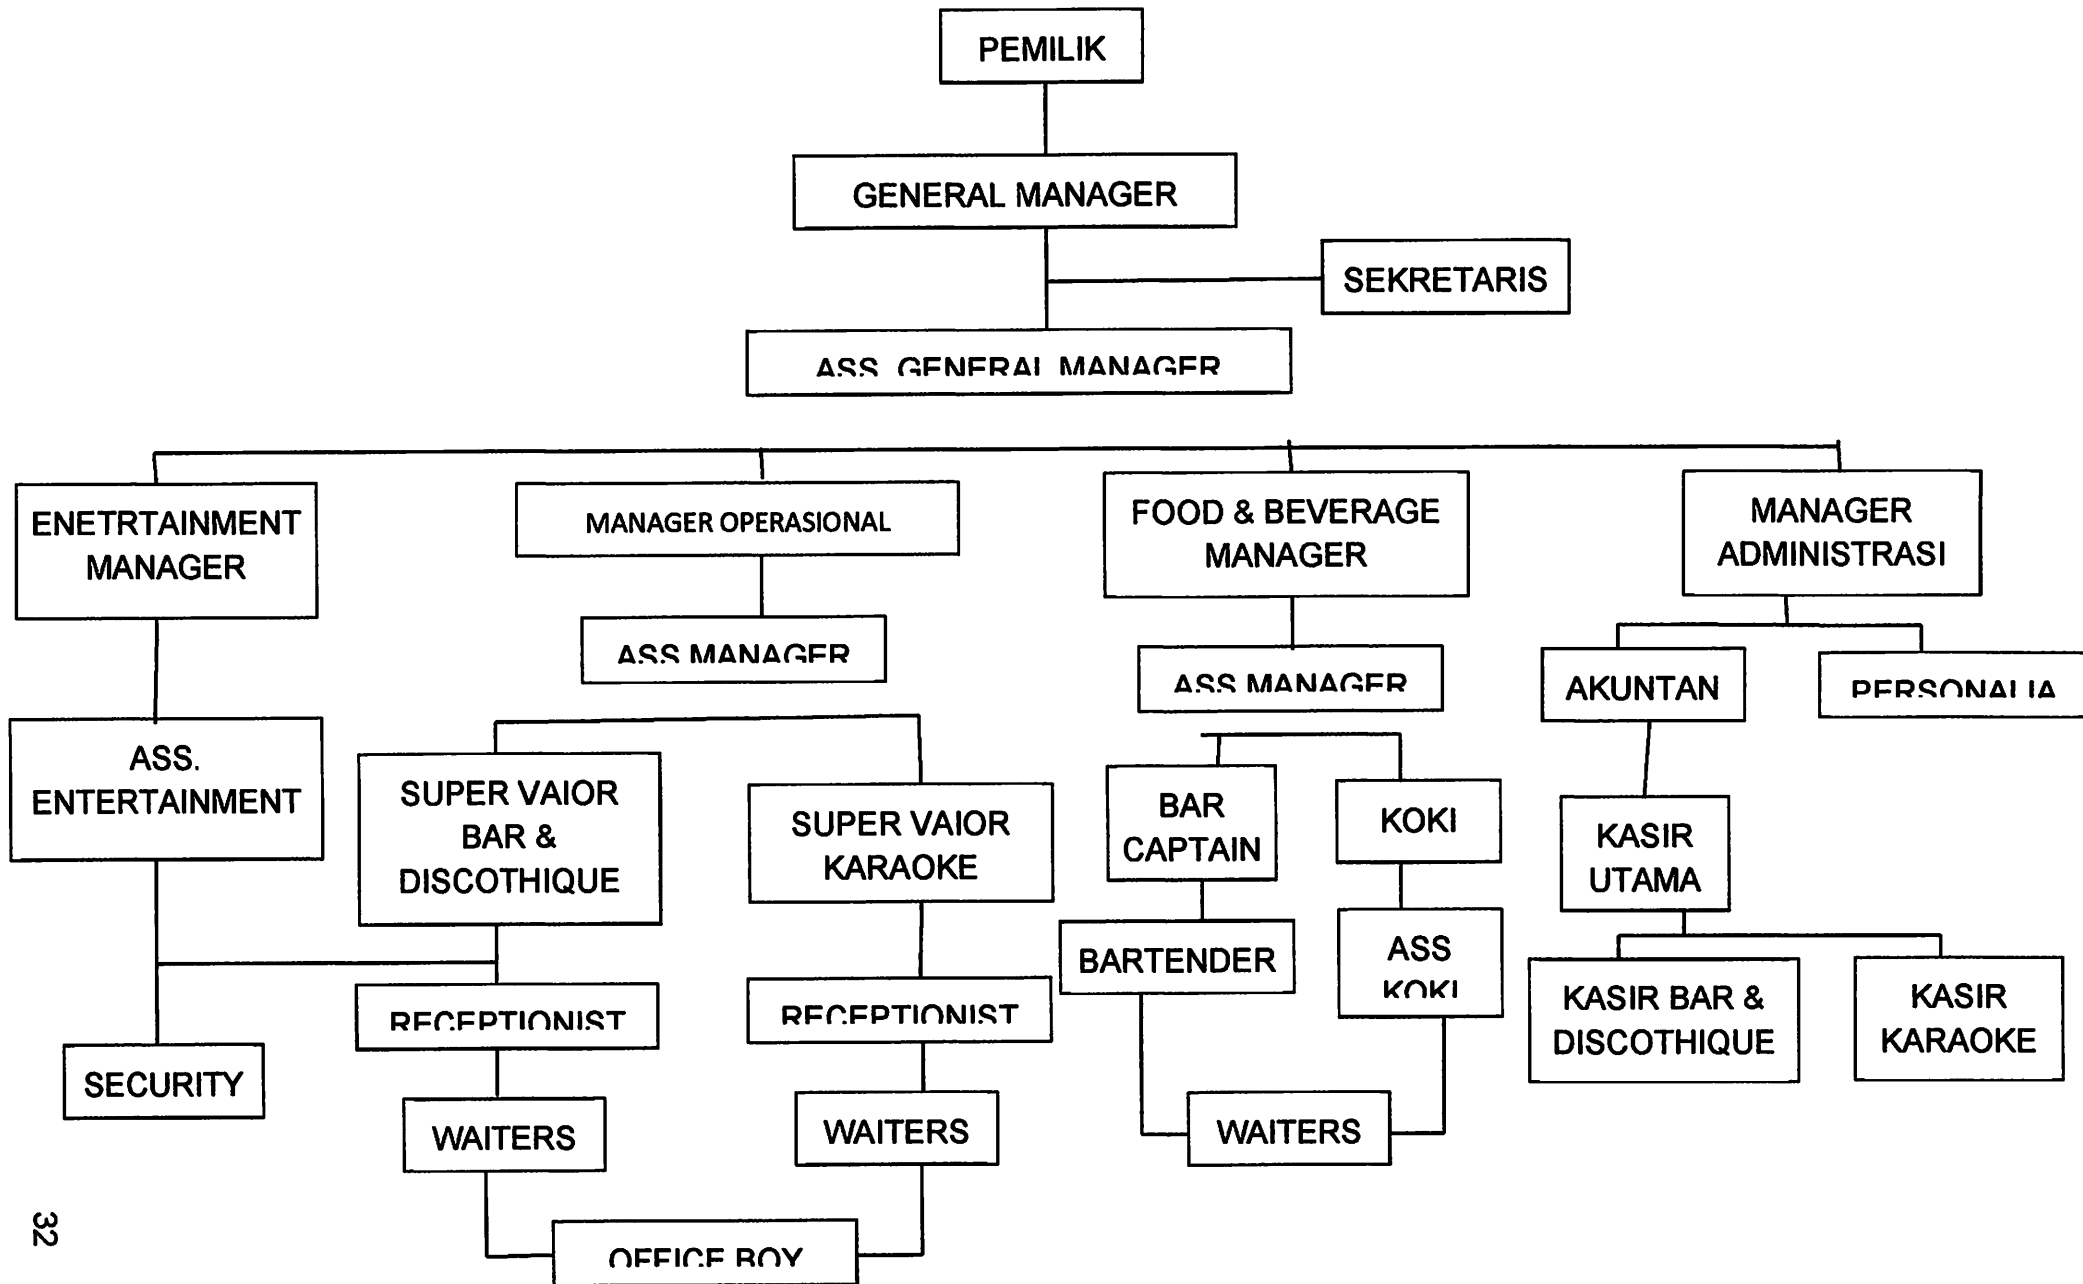 PEMILIK
GENERAL MANAGER
SEKRETARIS
ASS. GENERAL MANAGER
ENETRTAINMENT
MANAGER
MANAGER OPERASIONAL
FOOD & BEVERAGE
MANAGER
MANAGER
ADMINISTRASI
ASS MANAGER
ASS MANAGER
AKUNTAN
PERSONALIA
ASS.
ENTERTAINMENT
SUPER VAIOR
BAR &
DISCOTHIQUE
SUPER VAIOR
KARAOKE
BAR
CAPTAIN
KOKI
KASIR
UTAMA
BARTENDER
ASS
KOKI
KASIR BAR &
DISCOTHIQUE
KASIR
KARAOKE
RECEPTIONIST
RECEPTIONIST
SECURITY
WAITERS
WAITERS
WAITERS
OFFICE BOY
32